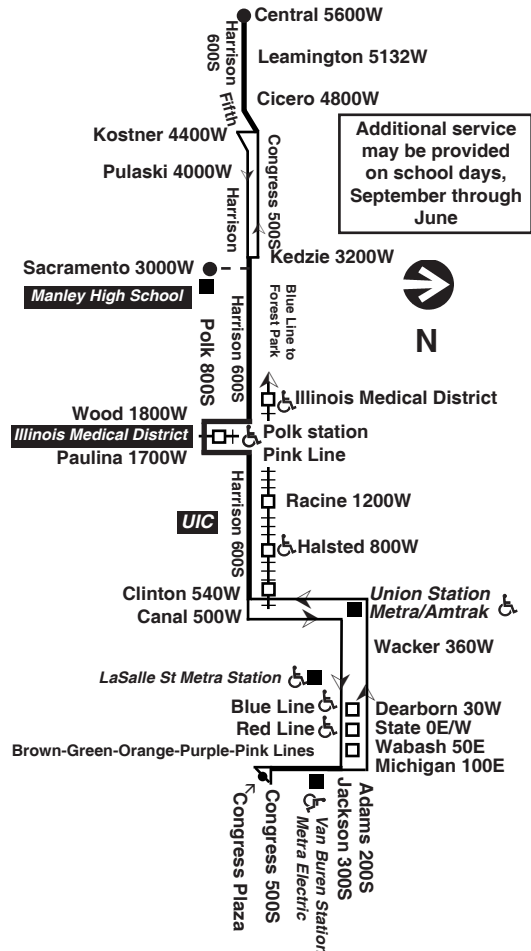 Central 5600W
Harrison
600S
Leamington 5132W
Cicero 4800W
Fifth
Kostner 4400W
Additional service
may be provided
on school days,
September through
June
Pulaski 4000W
Harrison
Congress 500S
Kedzie 3200W
Sacramento 3000W
Manley High School
N
Polk 800S
Harrison 600S
Blue Line to
Forest Park
Illinois Medical District
Wood 1800W
Illinois Medical District
Paulina 1700W
Polk station
Pink Line
Harrison 600S
Racine 1200W
UIC
Halsted 800W
Clinton 540W
Canal 500W
Union Station
Metra/Amtrak
Wacker 360W
LaSalle St Metra Station
Blue Line
Dearborn 30W
Red Line
State 0E/W
Brown-Green-Orange-Purple-Pink Lines
Wabash 50E
Michigan 100E
Congress Plaza
Congress 500S
Van Buren Station
Metra Electric
Adams 200S
Jackson 300S